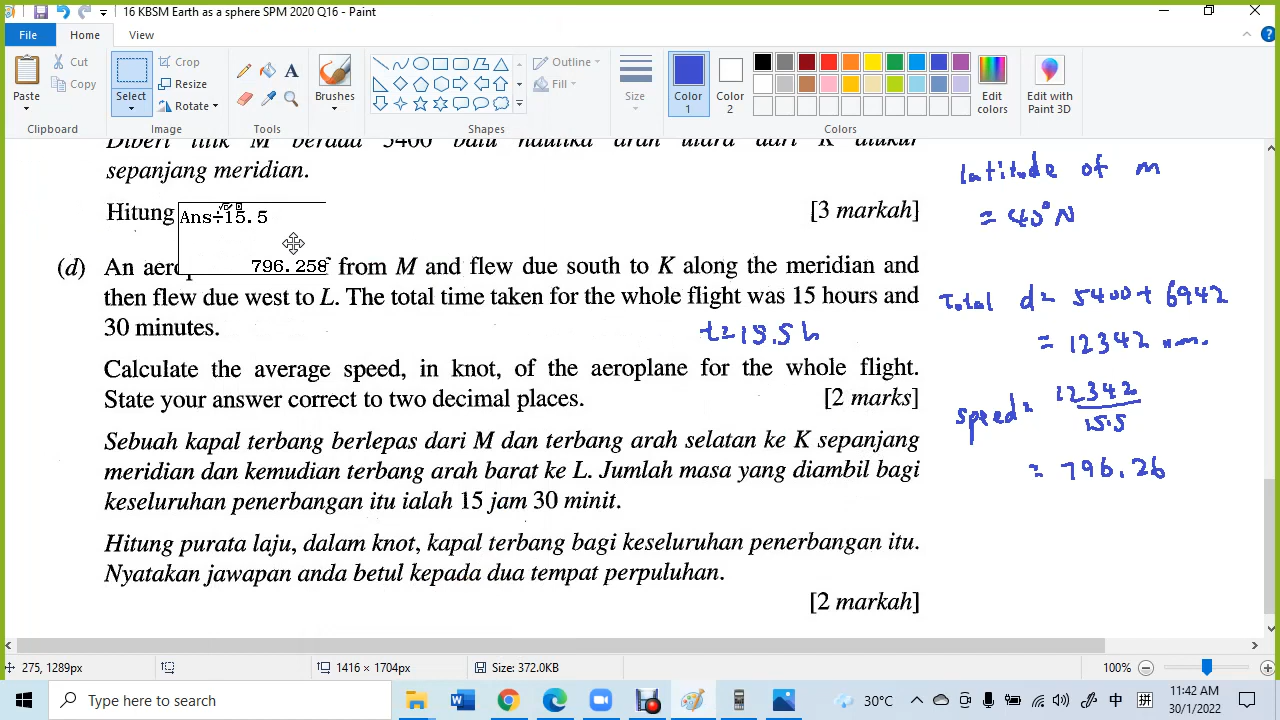 16 KBSM Earth as a sphere SPM 2020 Q16 - Paint
File Home View
Paste
Cut
Copy
Clipboard
Select
Crop
Resize
Rotate
Image
Tools
Brushes
Outline
Fill
Shapes
Size
Color 1
Color 2
Edit colors
Edit with Paint 3D
Colors
sepanjang meridian.
Hitung
[3 markah]
Ans÷15.5
796.258
(d) An aerop from M and flew due south to K along the meridian and
then flew due west to L. The total time taken for the whole flight was 15 hours and
30 minutes.
t=15.5 h
Calculate the average speed, in knot, of the aeroplane for the whole flight.
State your answer correct to two decimal places. [2 marks]
Sebuah kapal terbang berlepas dari M dan terbang arah selatan ke K sepanjang
meridian dan kemudian terbang arah barat ke L. Jumlah masa yang diambil bagi
keseluruhan penerbangan itu ialah 15 jam 30 minit.
Hitung purata laju, dalam knot, kapal terbang bagi keseluruhan penerbangan itu.
Nyatakan jawapan anda betul kepada dua tempat perpuluhan.
[2 markah]
latitude of m
= 40°N
Total d= 5400+ 6942
= 12342 n.m.
speed= 12342
15.5
= 796.26
275, 1289px
1416 × 1704px
Size: 372.0KB
100%
Type here to search
30°C
中
拼
11:42 AM
30/1/2022